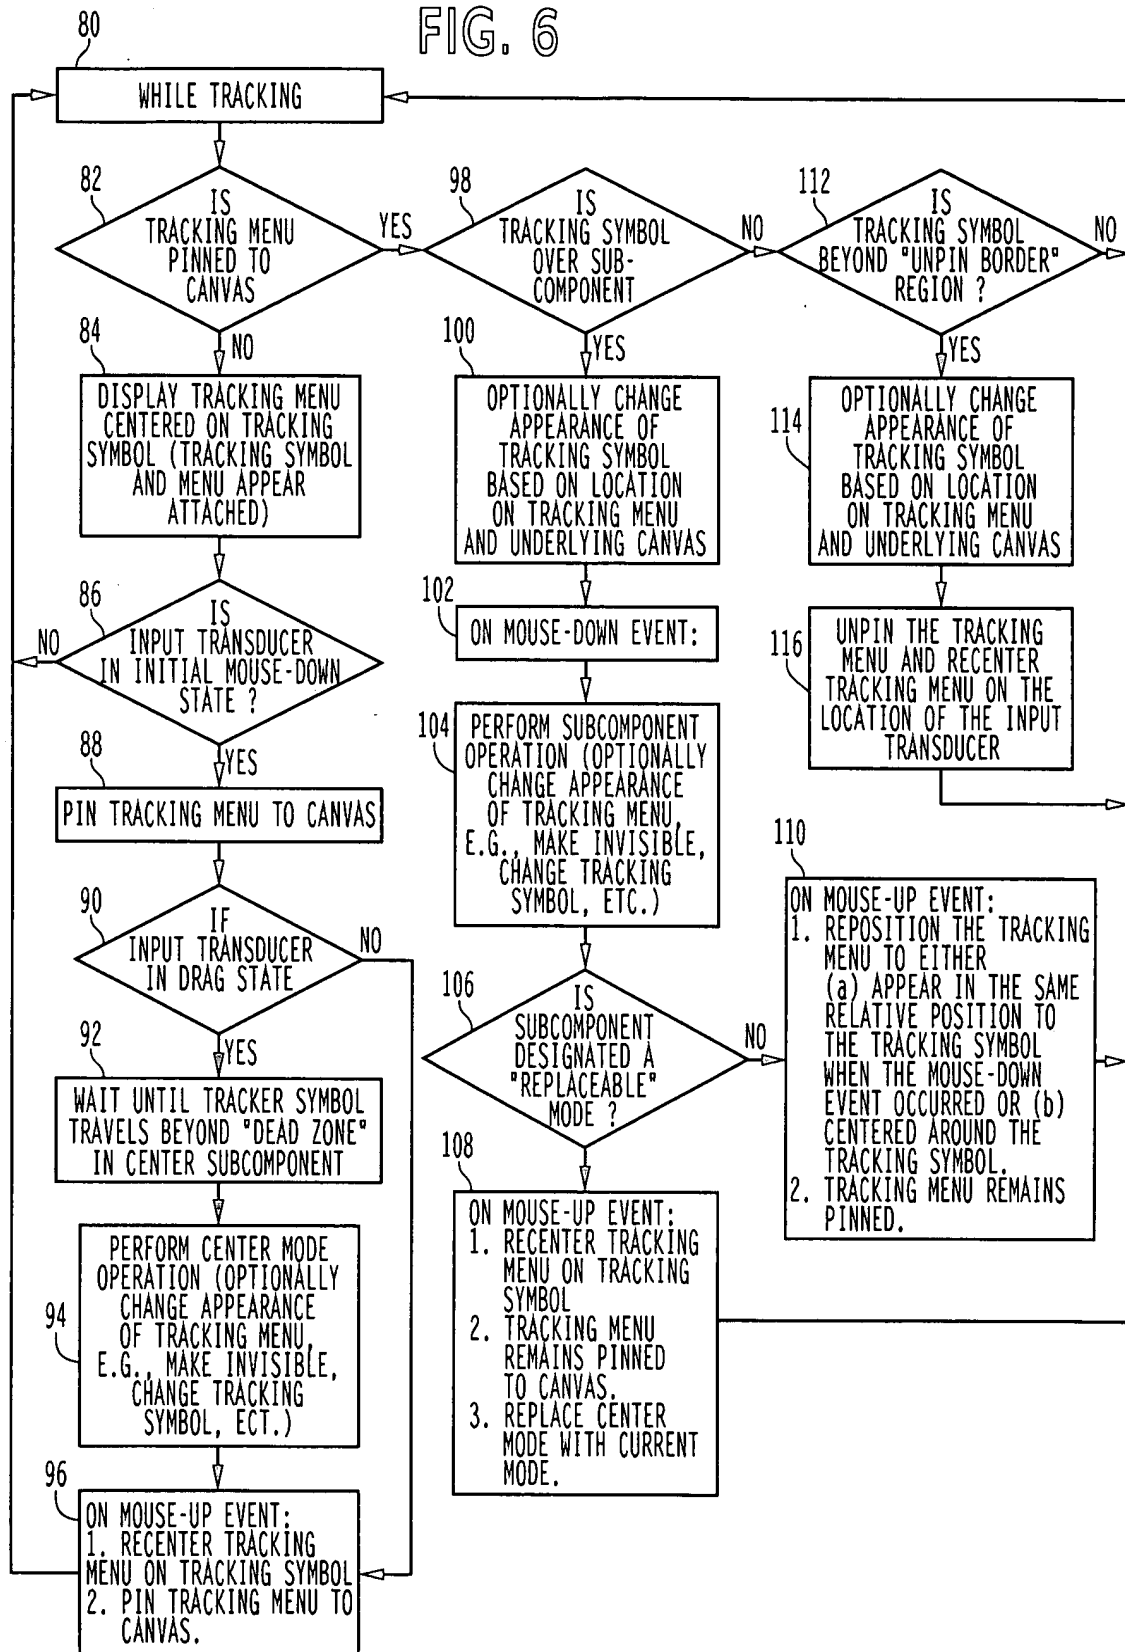 FIG. 6
80
WHILE TRACKING
82
IS
TRACKING MENU
PINNED TO
CANVAS
YES
NO
84
DISPLAY TRACKING MENU
CENTERED ON TRACKING
SYMBOL (TRACKING SYMBOL
AND MENU APPEAR
ATTACHED)
86
IS
INPUT TRANSDUCER
IN INITIAL MOUSE-DOWN
STATE ?
NO
YES
88
PIN TRACKING MENU TO CANVAS
90
IF
INPUT TRANSDUCER
IN DRAG STATE
NO
YES
92
WAIT UNTIL TRACKER SYMBOL
TRAVELS BEYOND "DEAD ZONE"
IN CENTER SUBCOMPONENT
94
PERFORM CENTER MODE
OPERATION (OPTIONALLY
CHANGE APPEARANCE
OF TRACKING MENU,
E.G., MAKE INVISIBLE,
CHANGE TRACKING
SYMBOL, ECT.)
96
ON MOUSE-UP EVENT:
1. RECENTER TRACKING
MENU ON TRACKING SYMBOL
2. PIN TRACKING MENU TO
CANVAS.
98
IS
TRACKING SYMBOL
OVER SUB-
COMPONENT
NO
YES
100
OPTIONALLY CHANGE
APPEARANCE OF
TRACKING SYMBOL
BASED ON LOCATION
ON TRACKING MENU
AND UNDERLYING CANVAS
102
ON MOUSE-DOWN EVENT:
104
PERFORM SUBCOMPONENT
OPERATION (OPTIONALLY
CHANGE APPEARANCE
OF TRACKING MENU,
E.G., MAKE INVISIBLE,
CHANGE TRACKING
SYMBOL, ETC.)
106
IS
SUBCOMPONENT
DESIGNATED A
"REPLACEABLE"
MODE ?
NO
108
ON MOUSE-UP EVENT:
1. RECENTER TRACKING
MENU ON TRACKING
SYMBOL
2. TRACKING MENU
REMAINS PINNED
TO CANVAS.
3. REPLACE CENTER
MODE WITH CURRENT
MODE.
110
ON MOUSE-UP EVENT:
1. REPOSITION THE TRACKING
MENU TO EITHER
(a) APPEAR IN THE SAME
RELATIVE POSITION TO
THE TRACKING SYMBOL
WHEN THE MOUSE-DOWN
EVENT OCCURRED OR (b)
CENTERED AROUND THE
TRACKING SYMBOL.
2. TRACKING MENU REMAINS
PINNED.
112
IS
TRACKING SYMBOL
BEYOND "UNPIN BORDER"
REGION ?
NO
YES
114
OPTIONALLY CHANGE
APPEARANCE OF
TRACKING SYMBOL
BASED ON LOCATION
ON TRACKING MENU
AND UNDERLYING CANVAS
116
UNPIN THE TRACKING
MENU AND RECENTER
TRACKING MENU ON THE
LOCATION OF THE INPUT
TRANSDUCER